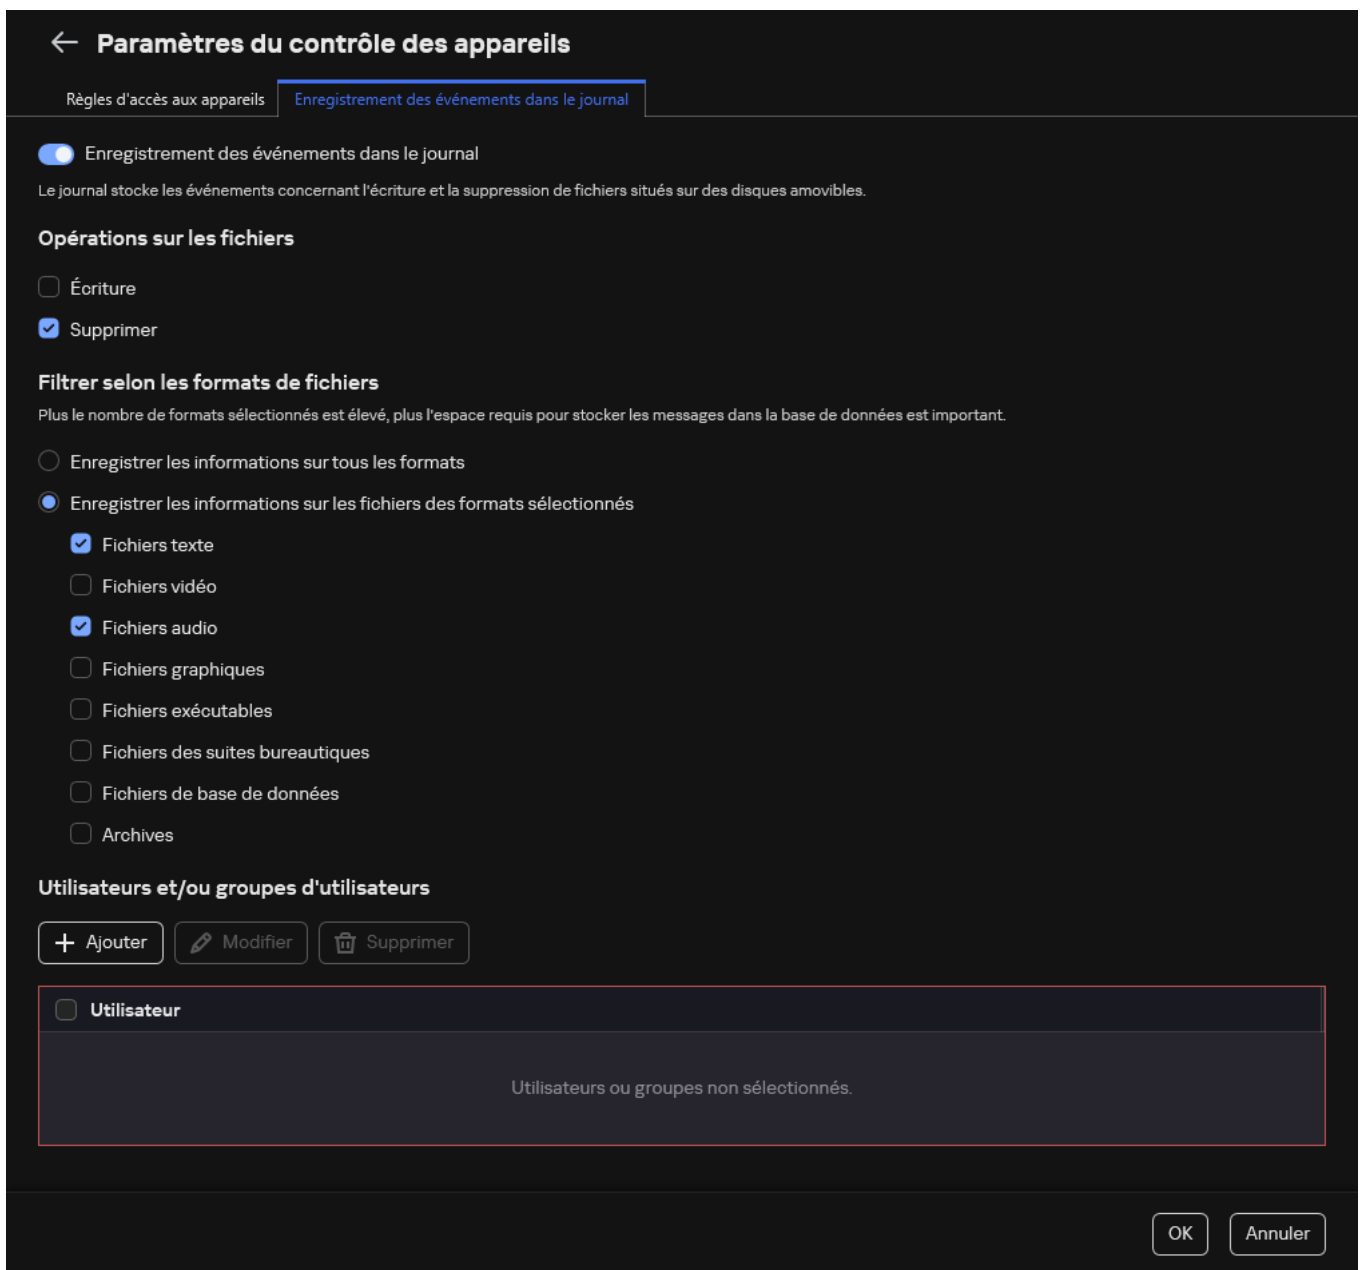 Paramètres du contrôle des appareils
Règles d'accès aux appareils
Enregistrement des événements dans le journal
Enregistrement des événements dans le journal
Le journal stocke les événements concernant l'écriture et la suppression de fichiers situés sur des disques amovibles.
Opérations sur les fichiers
Écriture
Supprimer
Filtrer selon les formats de fichiers
Plus le nombre de formats sélectionnés est élevé, plus l'espace requis pour stocker les messages dans la base de données est important.
Enregistrer les informations sur tous les formats
Enregistrer les informations sur les fichiers des formats sélectionnés
Fichiers texte
Fichiers vidéo
Fichiers audio
Fichiers graphiques
Fichiers exécutables
Fichiers des suites bureautiques
Fichiers de base de données
Archives
Utilisateurs et/ou groupes d'utilisateurs
Ajouter
Modifier
Supprimer
Utilisateur
Utilisateurs ou groupes non sélectionnés.
OK
Annuler